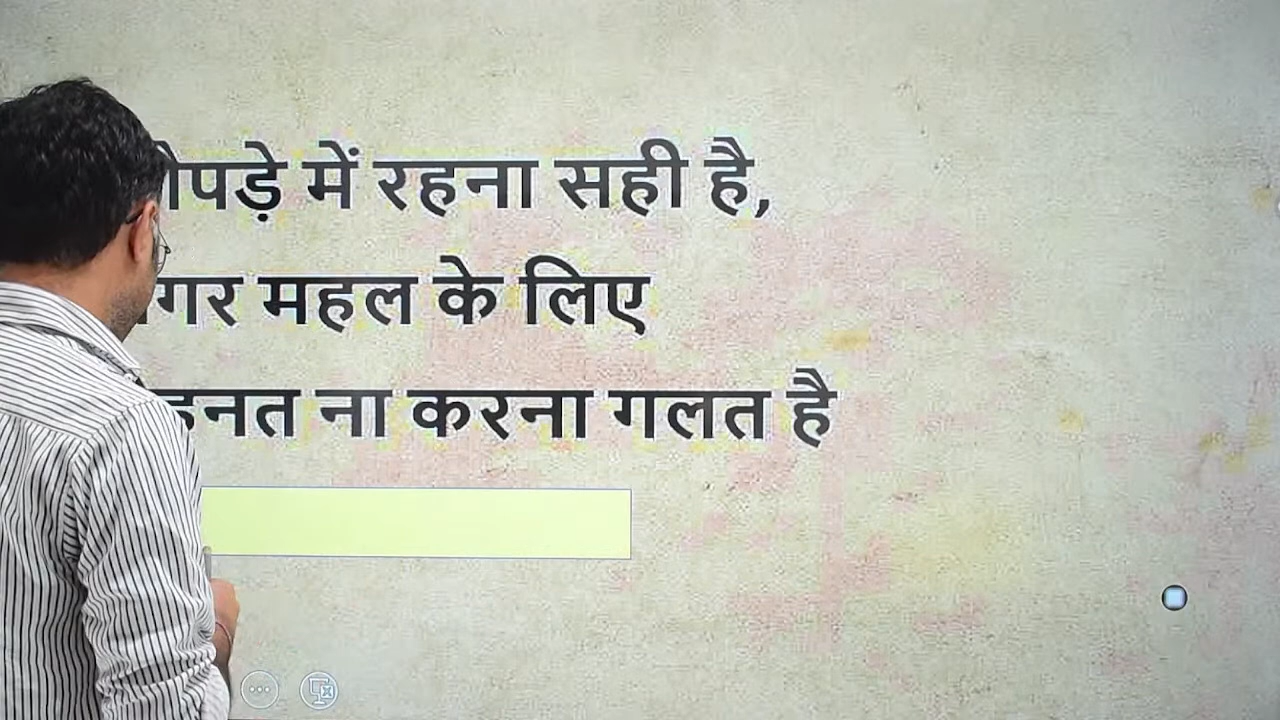 में रहना सही है,
महल के लिए
ना करना गलत है